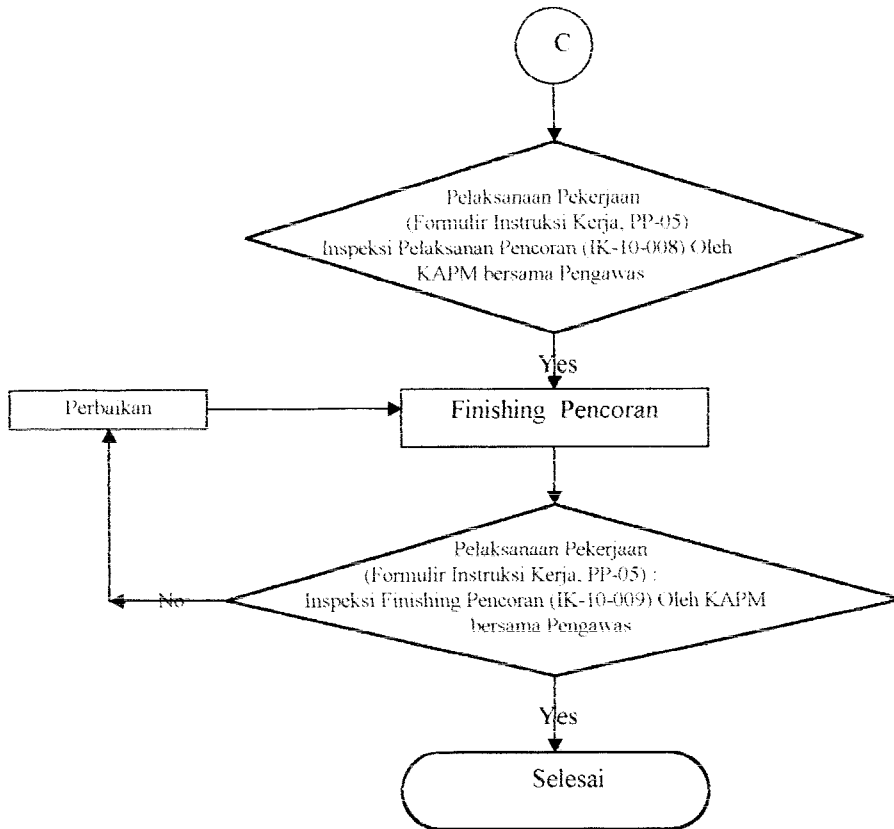 C
Pelaksanaan Pekerjaan
(Formulir Instruksi Kerja, PP-05)
Inspeksi Pelaksanan Pencoran (IK-10-008) Oleh
KAPM bersama Pengawas
Yes
Perbaikan
Finishing Pencoran
Pelaksanaan Pekerjaan
(Formulir Instruksi Kerja, PP-05) :
Inspeksi Finishing Pencoran (IK-10-009) Oleh KAPM
bersama Pengawas
No
Yes
Selesai